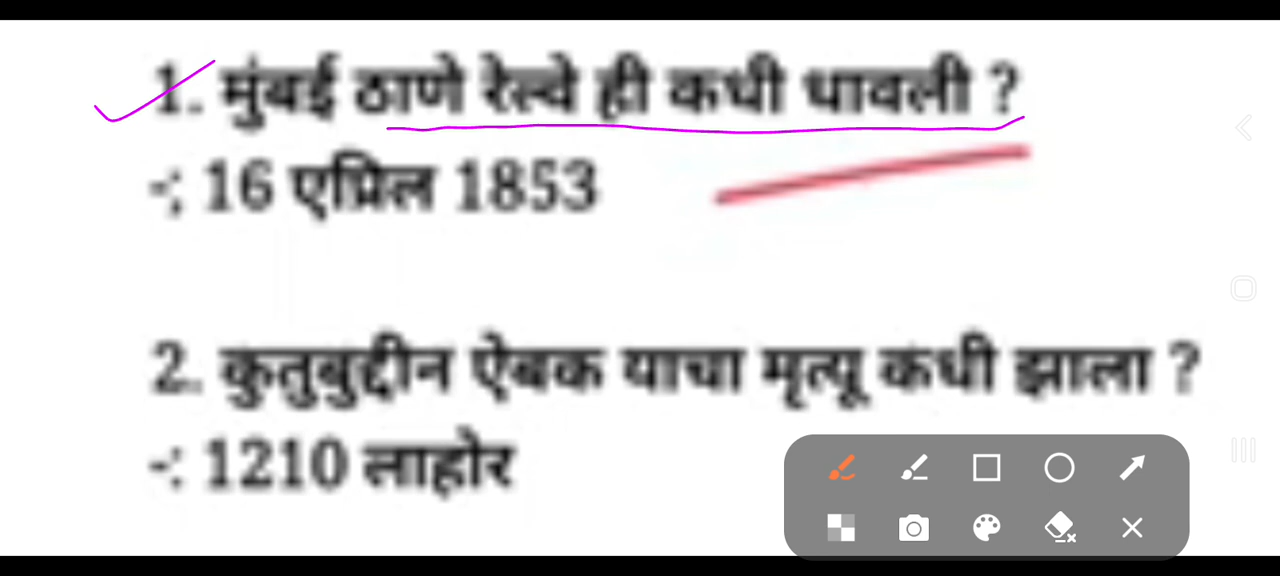 1. मुंबई ठाणे रेल्वे ही कधी धावली ?
-: 16 एप्रिल 1853
2. कुतुबुद्दीन ऐबक याचा मृत्यू कधी झाला ?
-: 1210 लाहोर